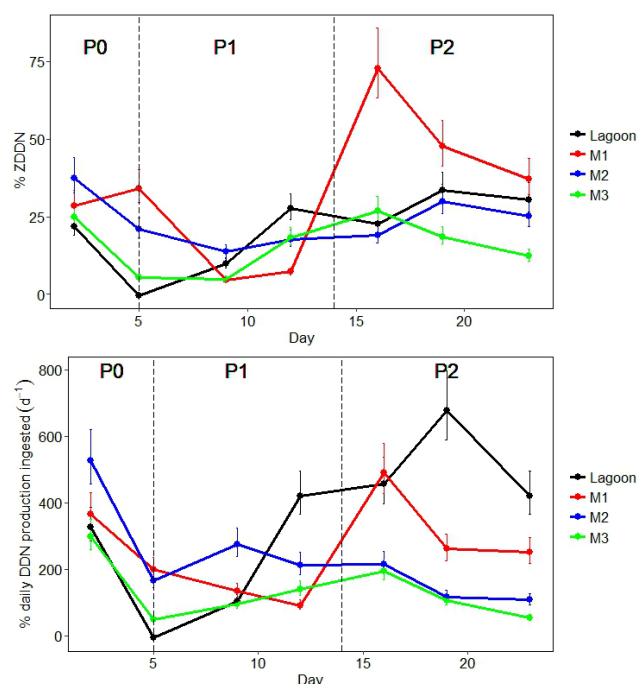 P0 P1 P2
75
50
25
0
% ZDDN
5 10 15 20
Day
Lagoon
M1
M2
M3
P0 P1 P2
800
600
400
200
0
% daily DDN production ingested (d⁻¹)
5 10 15 20
Day
Lagoon
M1
M2
M3